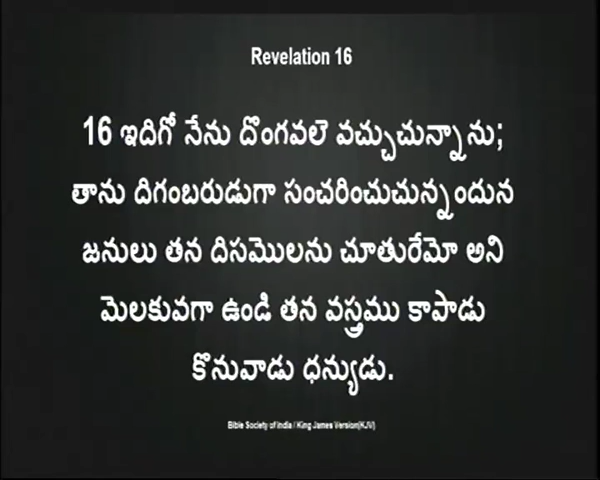 Revelation 16
16 ఇదిగో నేను దొంగవలె వచ్చుచున్నాను;
తాను దిగంబరుడుగా సంచరించుచున్నందున
జనులు తన దిసమొలను చూతురేమో అని
మెలకువగా ఉండి తన వస్త్రము కాపాడు
కొనువాడు ధన్యుడు.
Bible Society of India / King James Version(KJV)